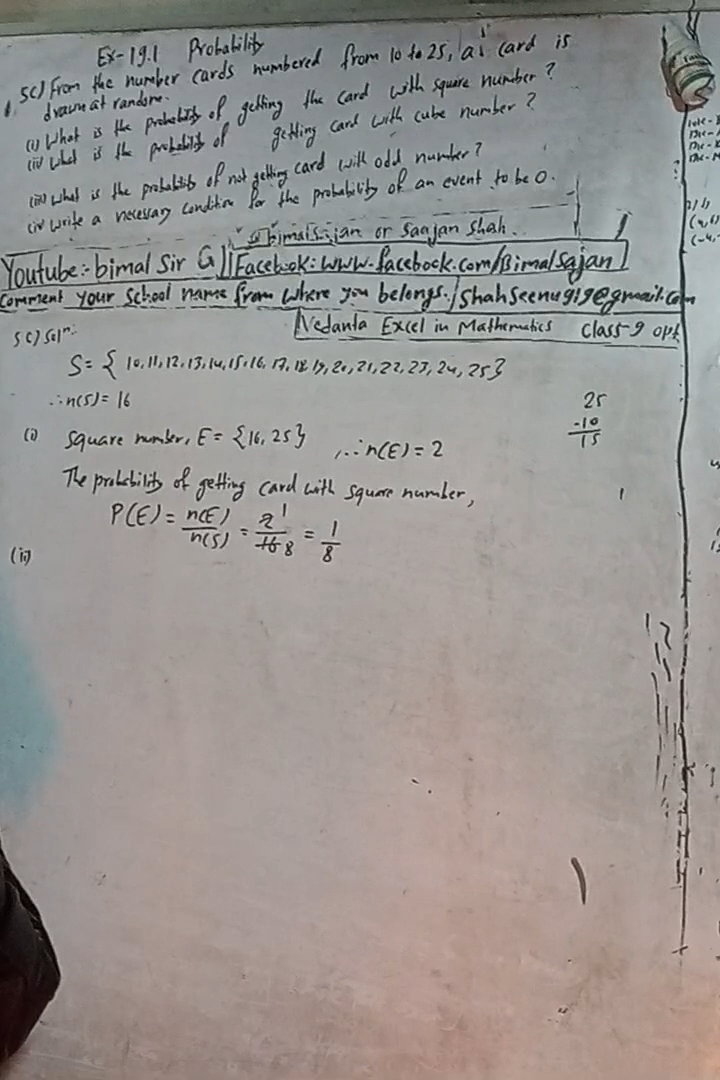 Ex-19.1 Probability
5c) From the number cards numbered from 10 to 25, a card is
drawn at random.
(i) What is the probability of getting the card with square number?
(ii) What is the probability of getting card with cube number?
(iii) What is the probability of not getting card with odd number?
(iv) Write a necessary condition for the probability of an event to be 0.
bimalsajan or Saajan Shah.
Youtube:- bimal Sir G Facebook: www.facebook.com/Bimalsajan
Comment your School name from where you belongs. / Shahseenu919@gmail.com
Vedanta Excel in Mathematics Class-9 opt
5c) Solⁿ:
S = { 10, 11, 12, 13, 14, 15, 16, 17, 18, 19, 20, 21, 22, 23, 24, 25}
∴ n(S) = 16
25
-10
15
(i) Square number, E = {16, 25} , ∴ n(E) = 2
The probability of getting card with square number,
P(E) = n(E)/n(S) = 2 1/16 8 = 1/8
(ii)